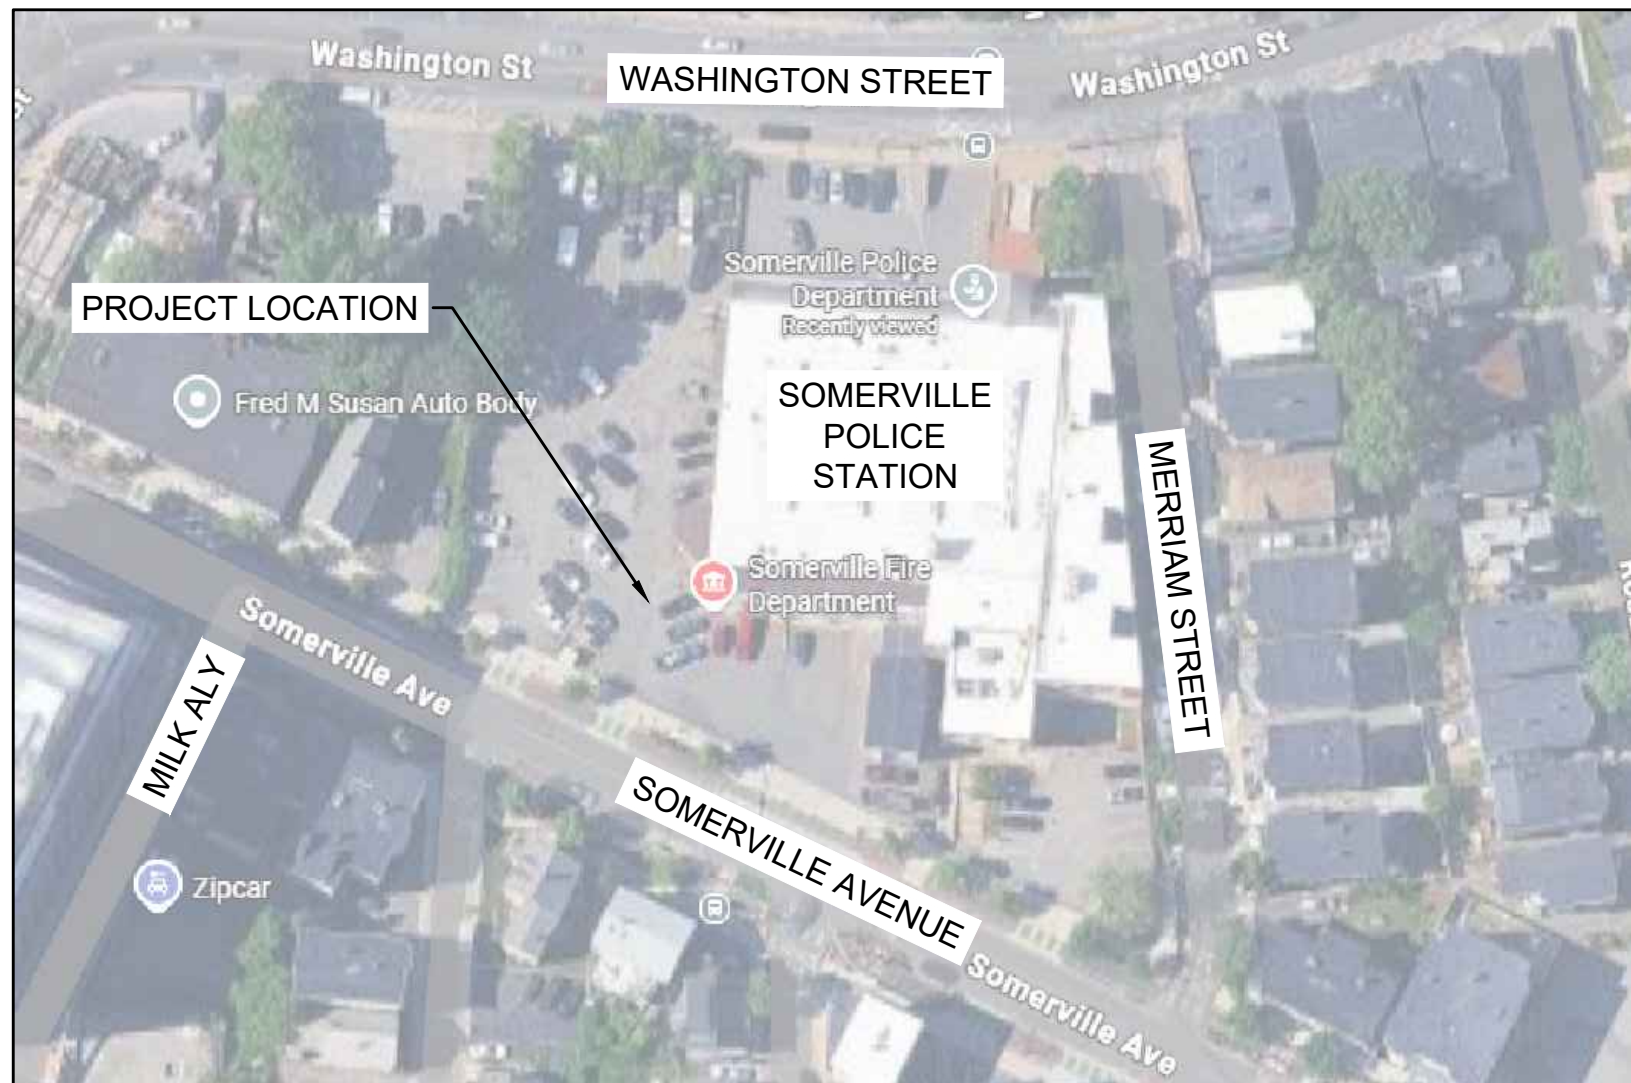 Washington St
WASHINGTON STREET
Washington St
Somerville Police
Department
Recently viewed
PROJECT LOCATION
Fred M Susan Auto Body
SOMERVILLE
POLICE
STATION
MERRIAM STREET
Somerville Fire
Department
Somerville Ave
MILK ALY
SOMERVILLE AVENUE
Zipcar
Somerville Ave